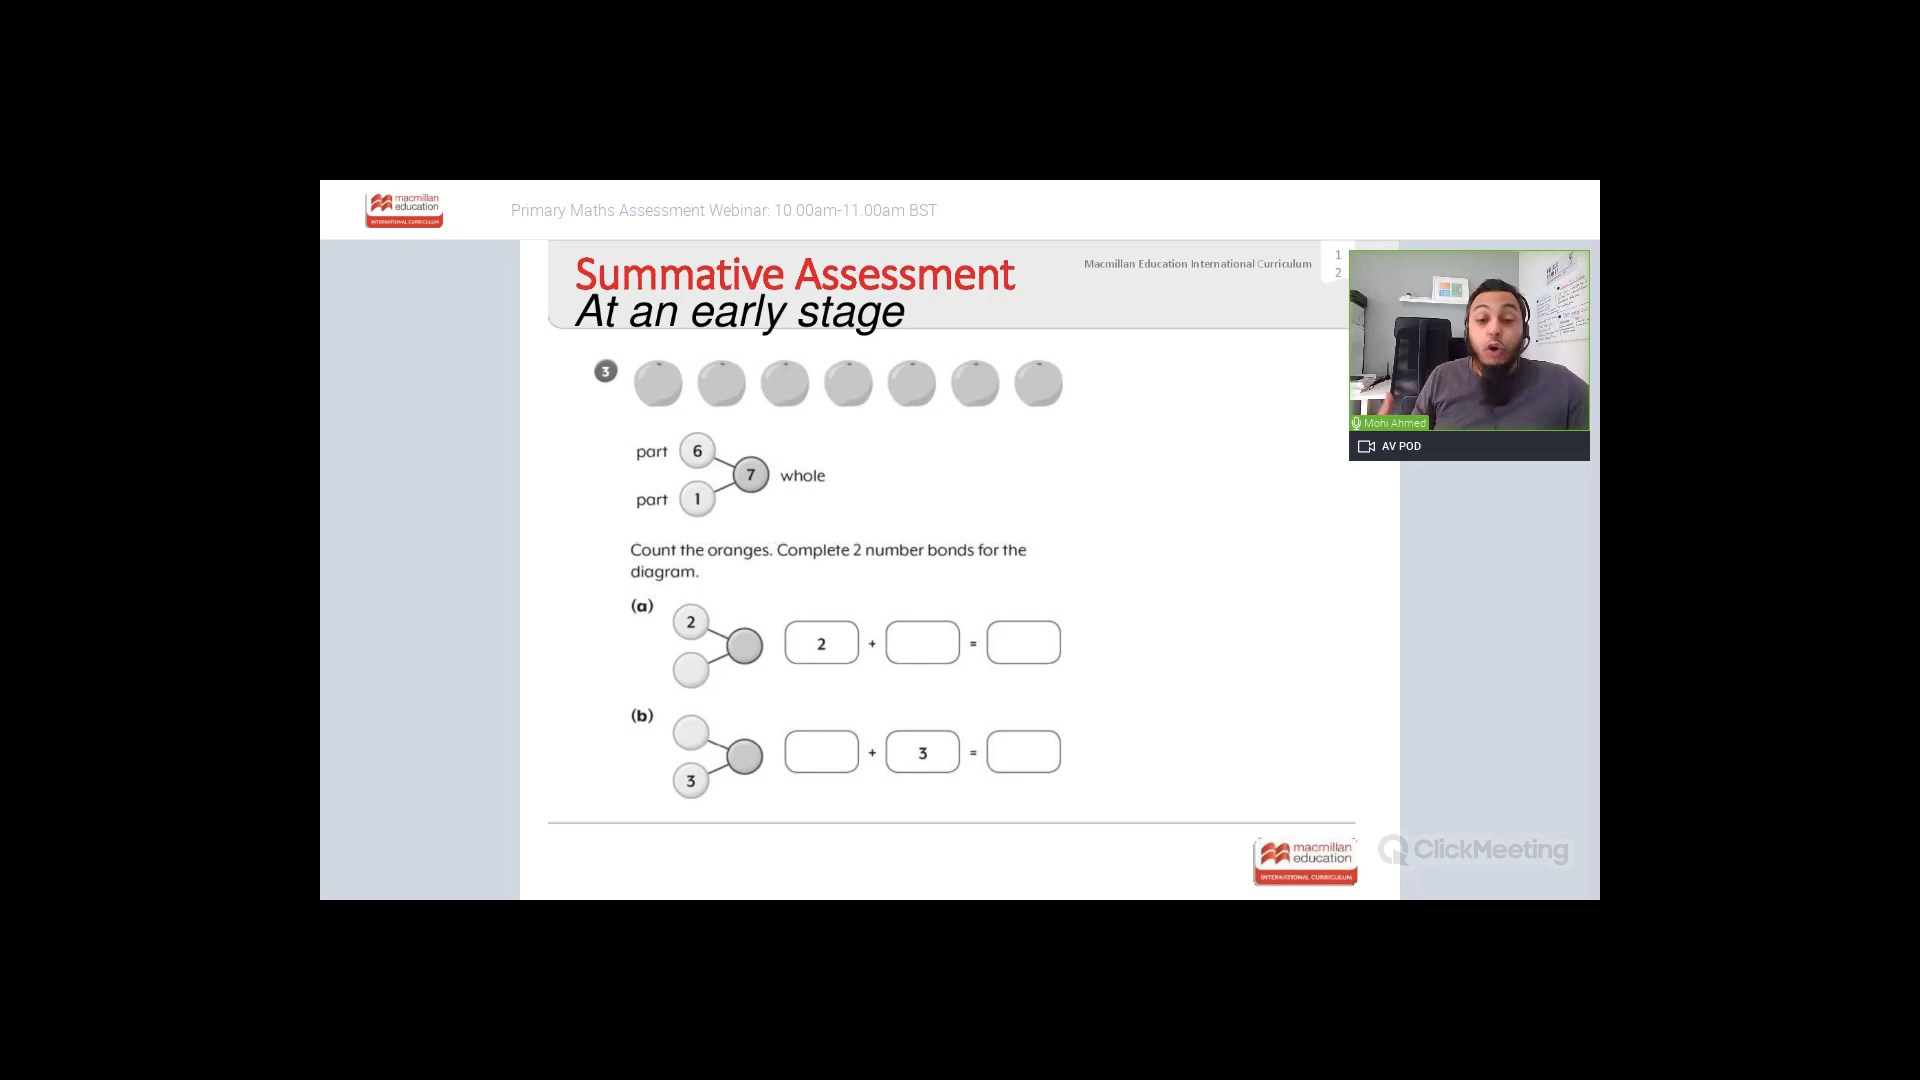 macmillan
education
INTERNATIONAL CURRICULUM
Primary Maths Assessment Webinar: 10.00am-11.00am BST
Summative Assessment
At an early stage
Macmillan Education International Curriculum
1
2
Mohi Ahmed
AV POD
3
part 6
7 whole
part 1
Count the oranges. Complete 2 number bonds for the
diagram.
(a)
2
2 + =
(b)
+ 3 =
3
macmillan
education
INTERNATIONAL CURRICULUM
ClickMeeting